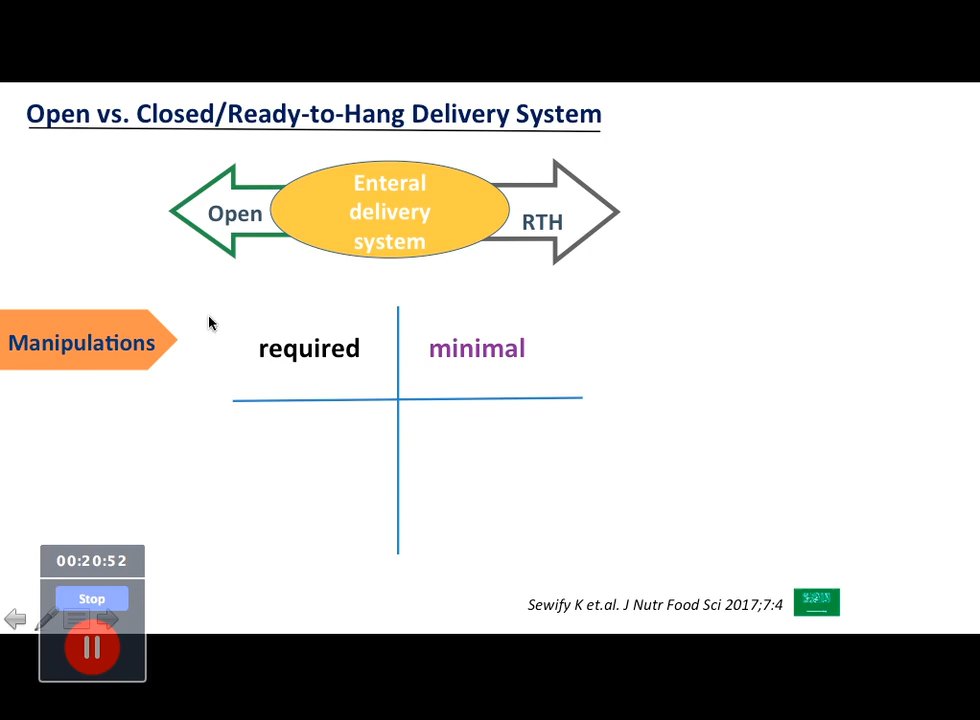 Open vs. Closed/Ready-to-Hang Delivery System
Enteral
delivery
system
Open
RTH
Manipulations
required
minimal
00:20:52
Stop
Sewify K et.al. J Nutr Food Sci 2017;7:4